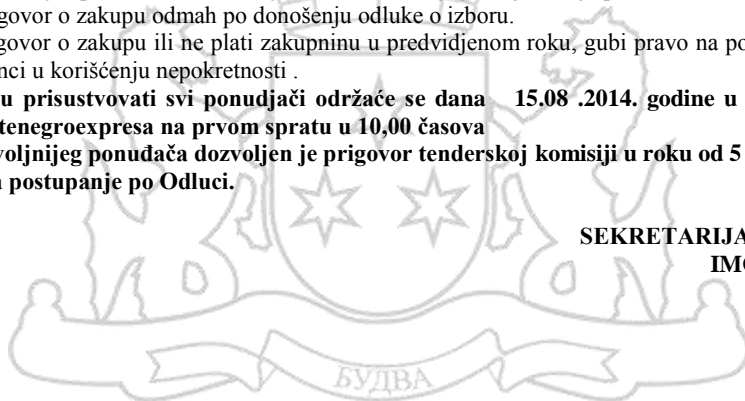 govor o zakupu odmah po donošenju odluke o izboru.
govor o zakupu ili ne plati zakupninu u predvidjenom roku, gubi pravo na po
nci u korišćenju nepokretnosti .
u prisustvovati svi ponudjači održaće se dana 15.08 .2014. godine u
tenegroexpresa na prvom spratu u 10,00 časova
voljnijeg ponuđača dozvoljen je prigovor tenderskoj komisiji u roku od 5
a postupanje po Odluci.
SEKRETARIJA
IMO
БУДВА